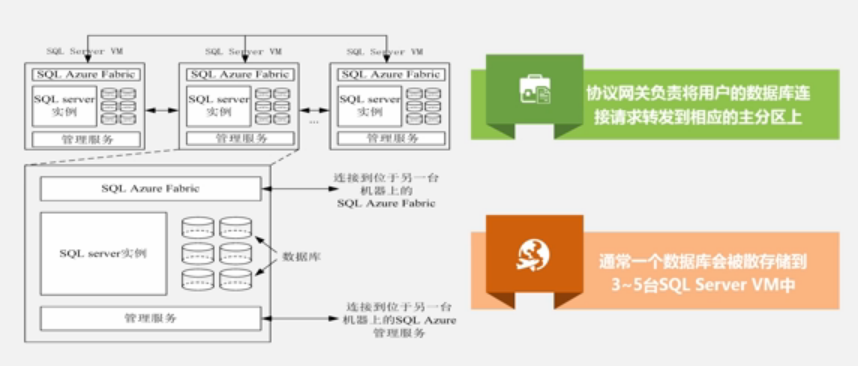 SQL Server VM
SQL Server VM
SQL Server VM
SQL Azure Fabric
SQL Azure Fabric
SQL Azure Fabric
SQL server
实例
SQL server
实例
SQL server
实例
...
管理服务
管理服务
管理服务
SQL Azure Fabric
连接到位于另一台
机器上的
SQL Azure Fabric
SQL server实例
数据库
管理服务
连接到位于另一台
机器上的SQL Azure
管理服务
协议网关负责将用户的数据库连
接请求转发到相应的主分区上
通常一个数据库会被散存储到
3~5台SQL Server VM中